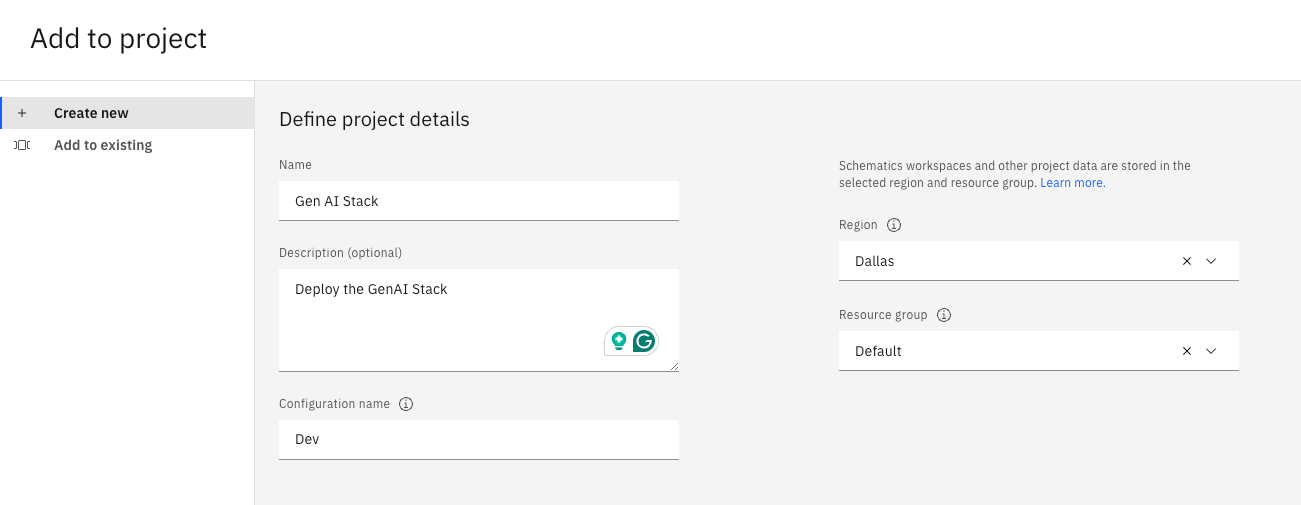 Add to project
Create new
Add to existing
Define project details
Name
Gen AI Stack
Description (optional)
Deploy the GenAI Stack
Configuration name
Dev
Schematics workspaces and other project data are stored in the
selected region and resource group. Learn more.
Region
Dallas
Resource group
Default